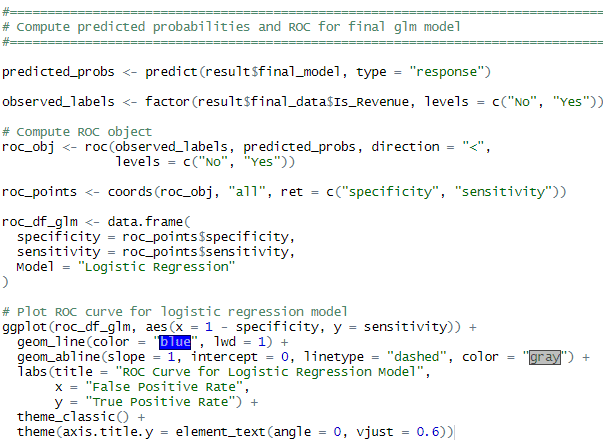 #===============================================================================
# Compute predicted probabilities and ROC for final glm model
#===============================================================================
predicted_probs <- predict(result$final_model, type = "response")
observed_labels <- factor(result$final_data$Is_Revenue, levels = c("No", "Yes"))
# Compute ROC object
roc_obj <- roc(observed_labels, predicted_probs, direction = "<",
               levels = c("No", "Yes"))
roc_points <- coords(roc_obj, "all", ret = c("specificity", "sensitivity"))
roc_df_glm <- data.frame(
  specificity = roc_points$specificity,
  sensitivity = roc_points$sensitivity,
  Model = "Logistic Regression"
)
# Plot ROC curve for logistic regression model
ggplot(roc_df_glm, aes(x = 1 - specificity, y = sensitivity)) +
  geom_line(color = "blue", lwd = 1) +
  geom_abline(slope = 1, intercept = 0, linetype = "dashed", color = "gray") +
  labs(title = "ROC Curve for Logistic Regression Model",
       x = "False Positive Rate",
       y = "True Positive Rate") +
  theme_classic() +
  theme(axis.title.y = element_text(angle = 0, vjust = 0.6))